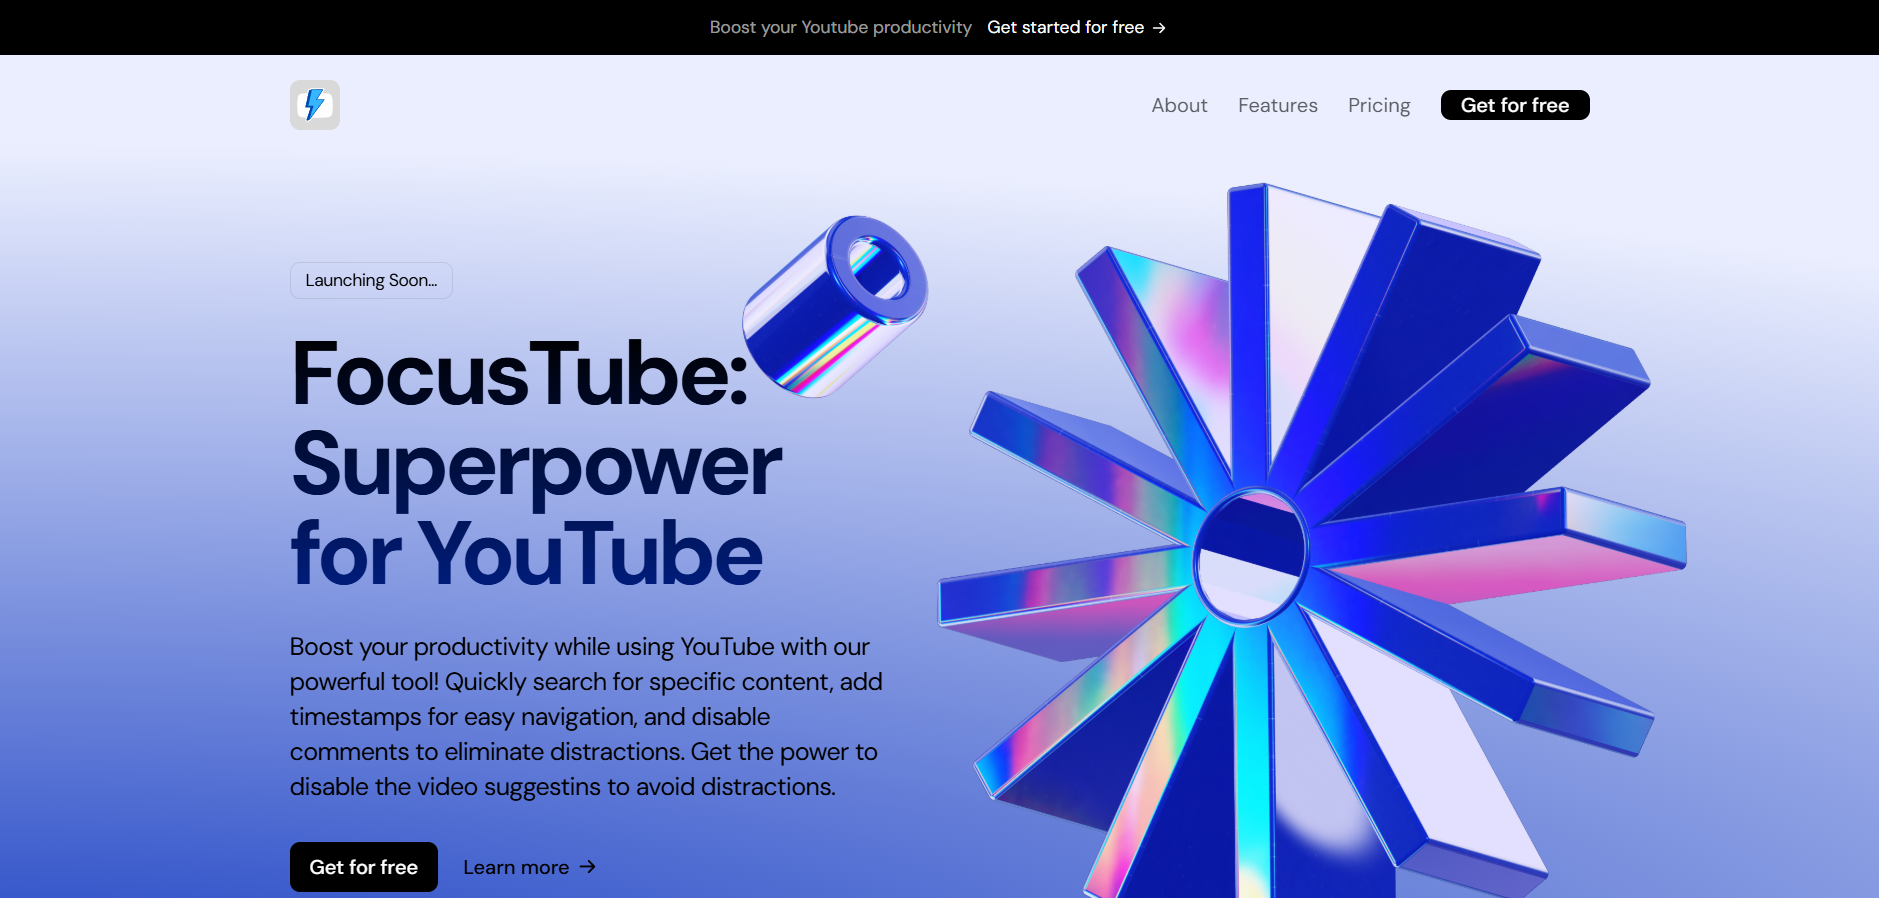 Boost your Youtube productivity Get started for free →
About Features Pricing Get for free
Launching Soon...
FocusTube:
Superpower
for YouTube
Boost your productivity while using YouTube with our
powerful tool! Quickly search for specific content, add
timestamps for easy navigation, and disable
comments to eliminate distractions. Get the power to
disable the video suggestins to avoid distractions.
Get for free Learn more →